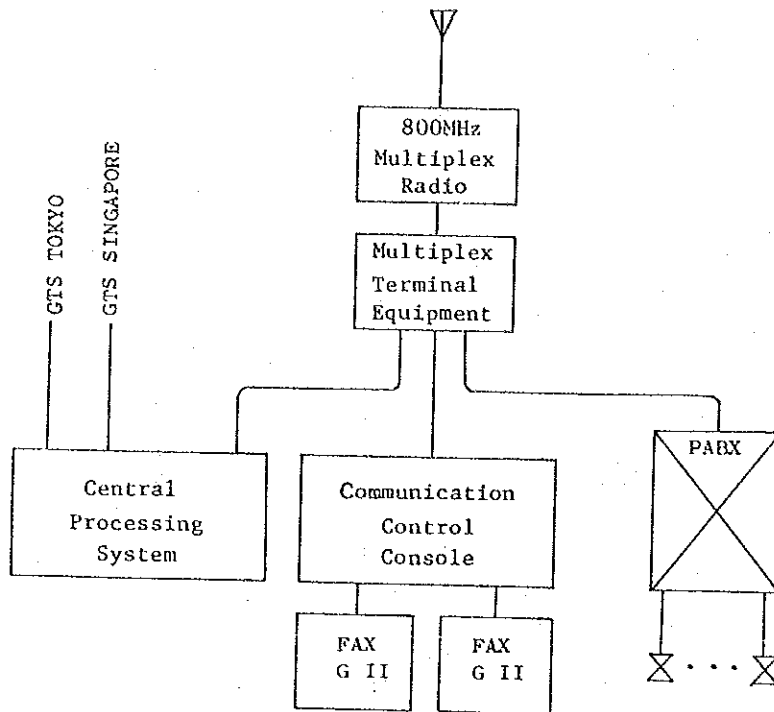 800MHz
Multiplex
Radio
GTS TOKYO
GTS SINGAPORE
Multiplex
Terminal
Equipment
PABX
Central
Processing
System
Communication
Control
Console
FAX
G II
FAX
G II